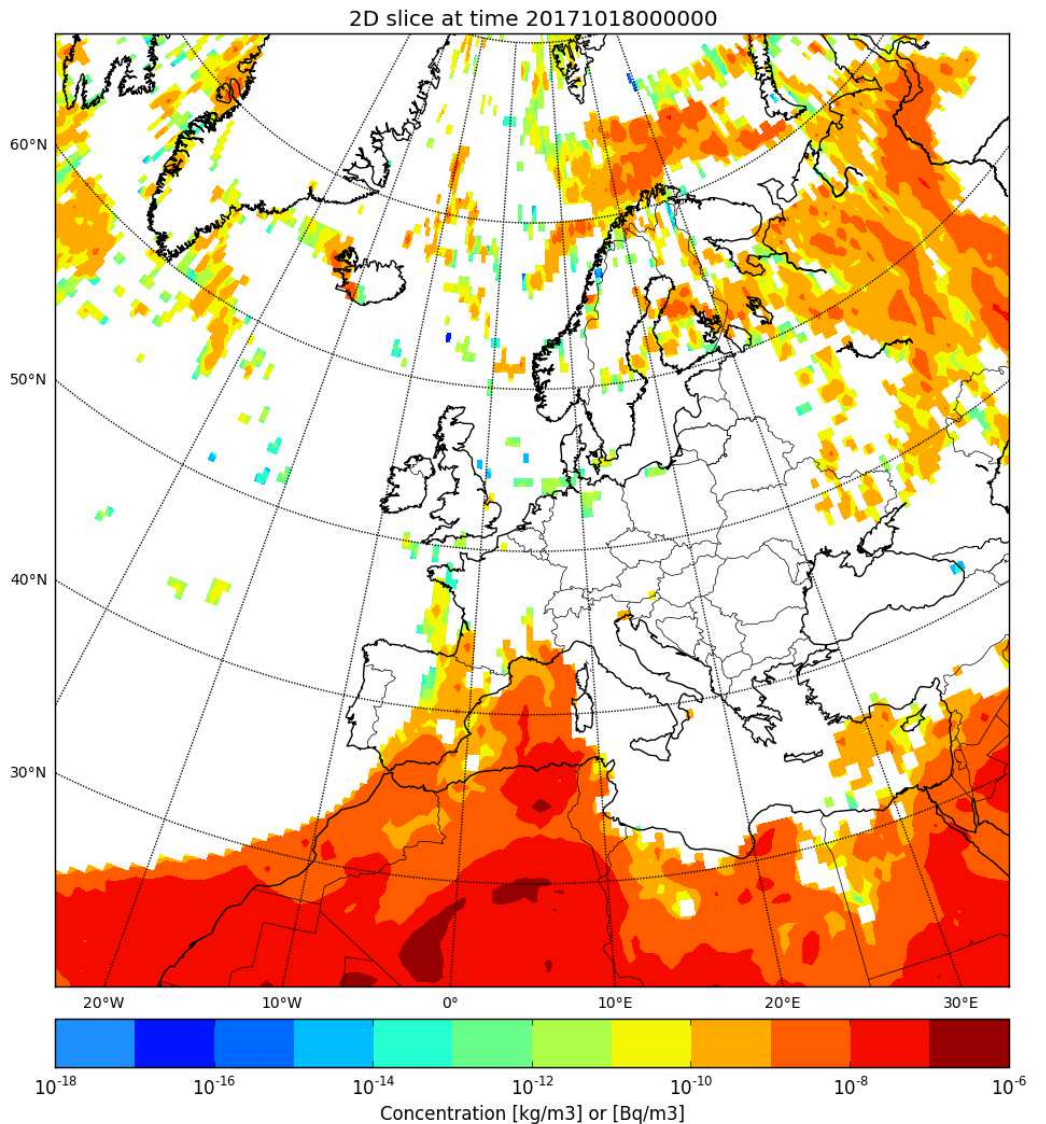 2D slice at time 20171018000000
60°N
50°N
40°N
30°N
20°W 10°W 0° 10°E 20°E 30°E
10⁻¹⁸ 10⁻¹⁶ 10⁻¹⁴ 10⁻¹² 10⁻¹⁰ 10⁻⁸ 10⁻⁶
Concentration [kg/m3] or [Bq/m3]